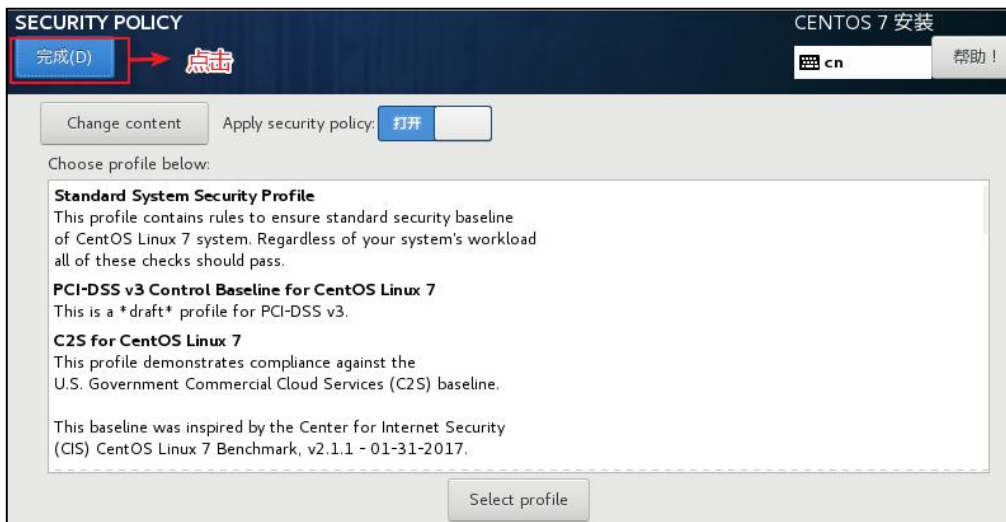 SECURITY POLICY
CENTOS 7 安装
完成(D)
点击
cn
帮助！
Change content
Apply security policy:
打开
Choose profile below:
Standard System Security Profile
This profile contains rules to ensure standard security baseline
of CentOS Linux 7 system. Regardless of your system's workload
all of these checks should pass.
PCI-DSS v3 Control Baseline for CentOS Linux 7
This is a *draft* profile for PCI-DSS v3.
C2S for CentOS Linux 7
This profile demonstrates compliance against the
U.S. Government Commercial Cloud Services (C2S) baseline.
This baseline was inspired by the Center for Internet Security
(CIS) CentOS Linux 7 Benchmark, v2.1.1 - 01-31-2017.
Select profile